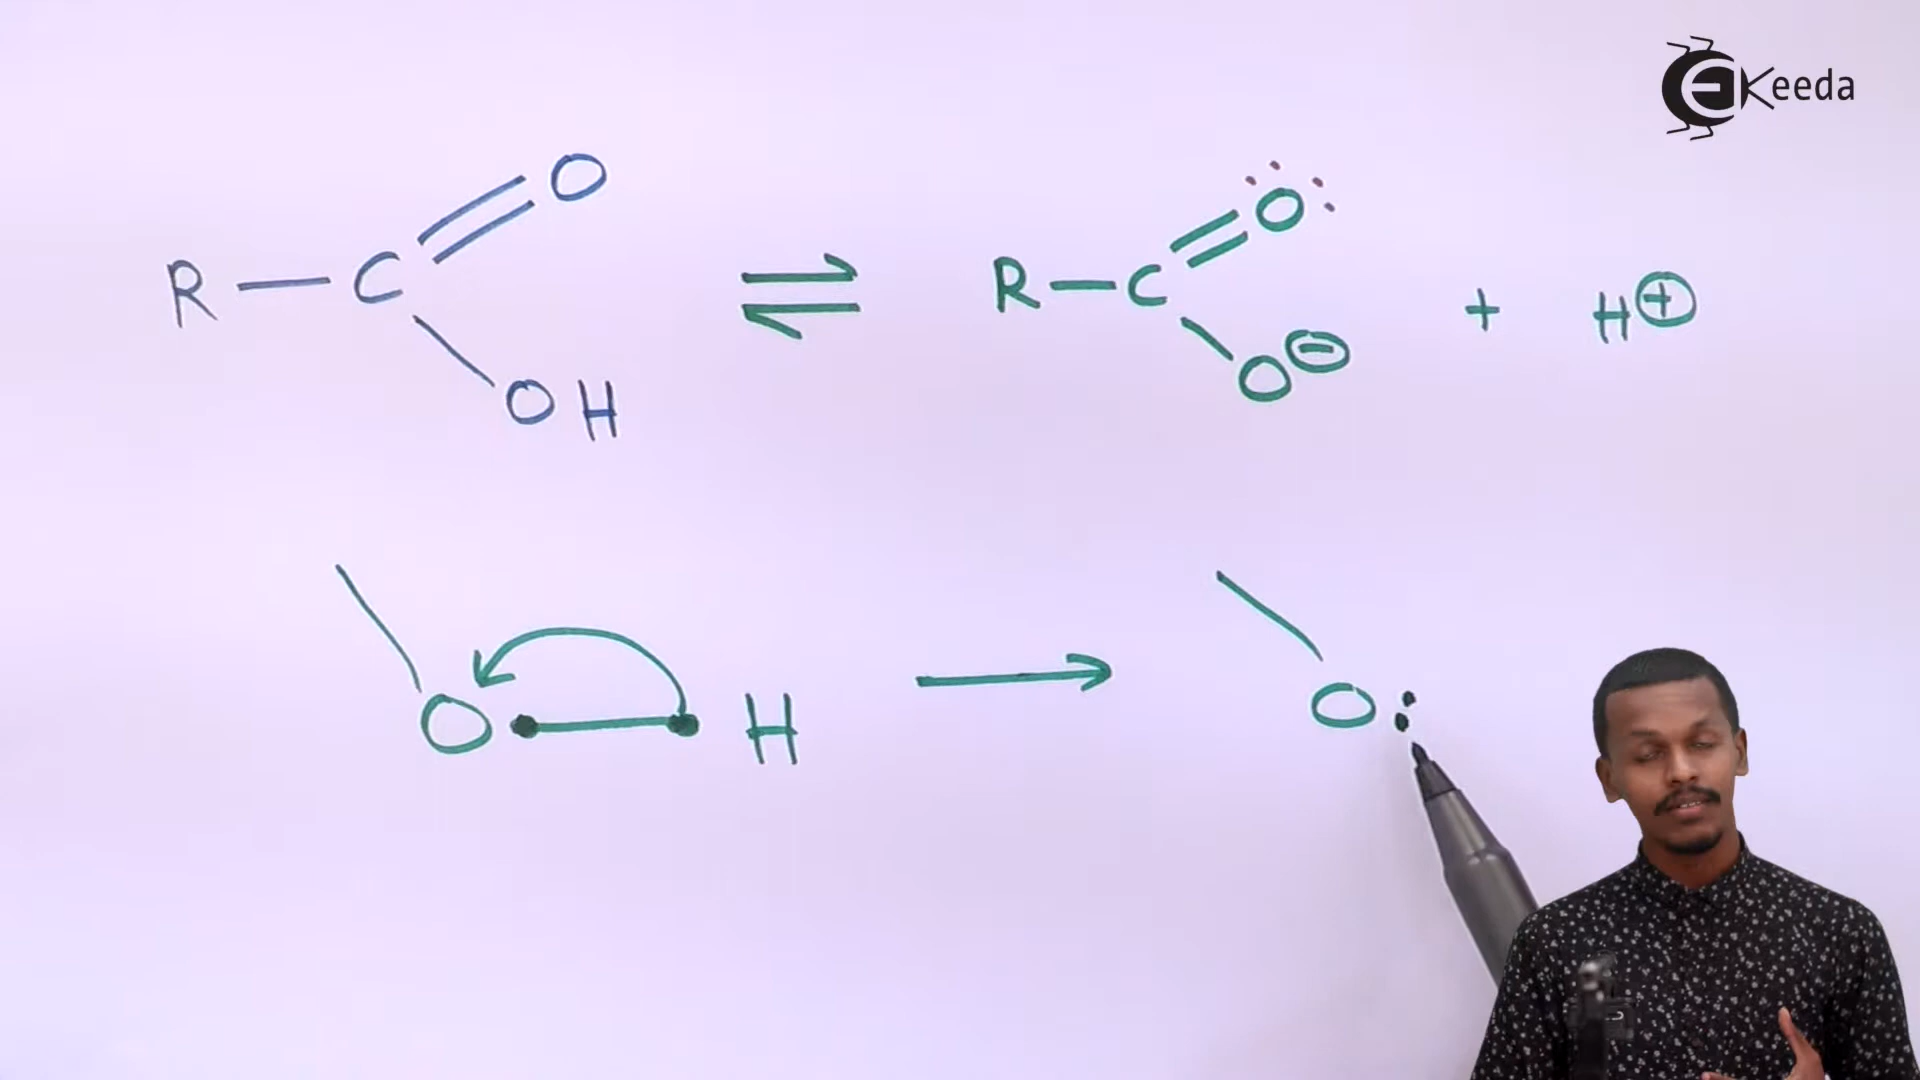 EKeeda
O
R — C
OH
⇌
O
R — C
O⊖
+ H⊕
O — H
→
O :